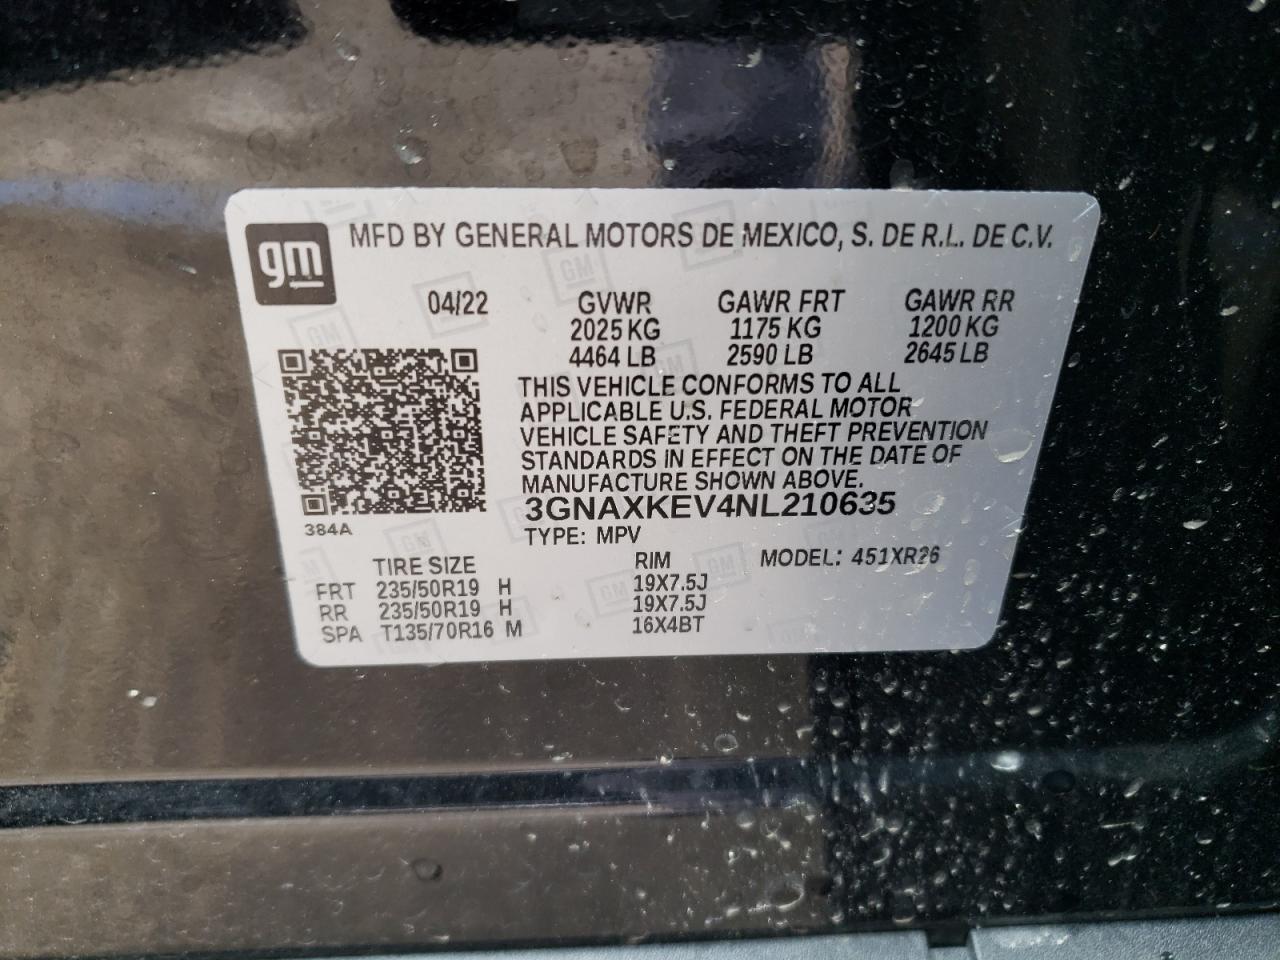 gm MFD BY GENERAL MOTORS DE MEXICO, S. DE R.L. DE C.V.
04/22 GVWR GAWR FRT GAWR RR
2025 KG 1175 KG 1200 KG
4464 LB 2590 LB 2645 LB
THIS VEHICLE CONFORMS TO ALL
APPLICABLE U.S. FEDERAL MOTOR
VEHICLE SAFETY AND THEFT PREVENTION
STANDARDS IN EFFECT ON THE DATE OF
MANUFACTURE SHOWN ABOVE.
3GNAXKEV4NL210635
384A
TYPE: MPV
TIRE SIZE RIM MODEL: 451XR26
FRT 235/50R19 H 19X7.5J
RR 235/50R19 H 19X7.5J
SPA T135/70R16 M 16X4BT